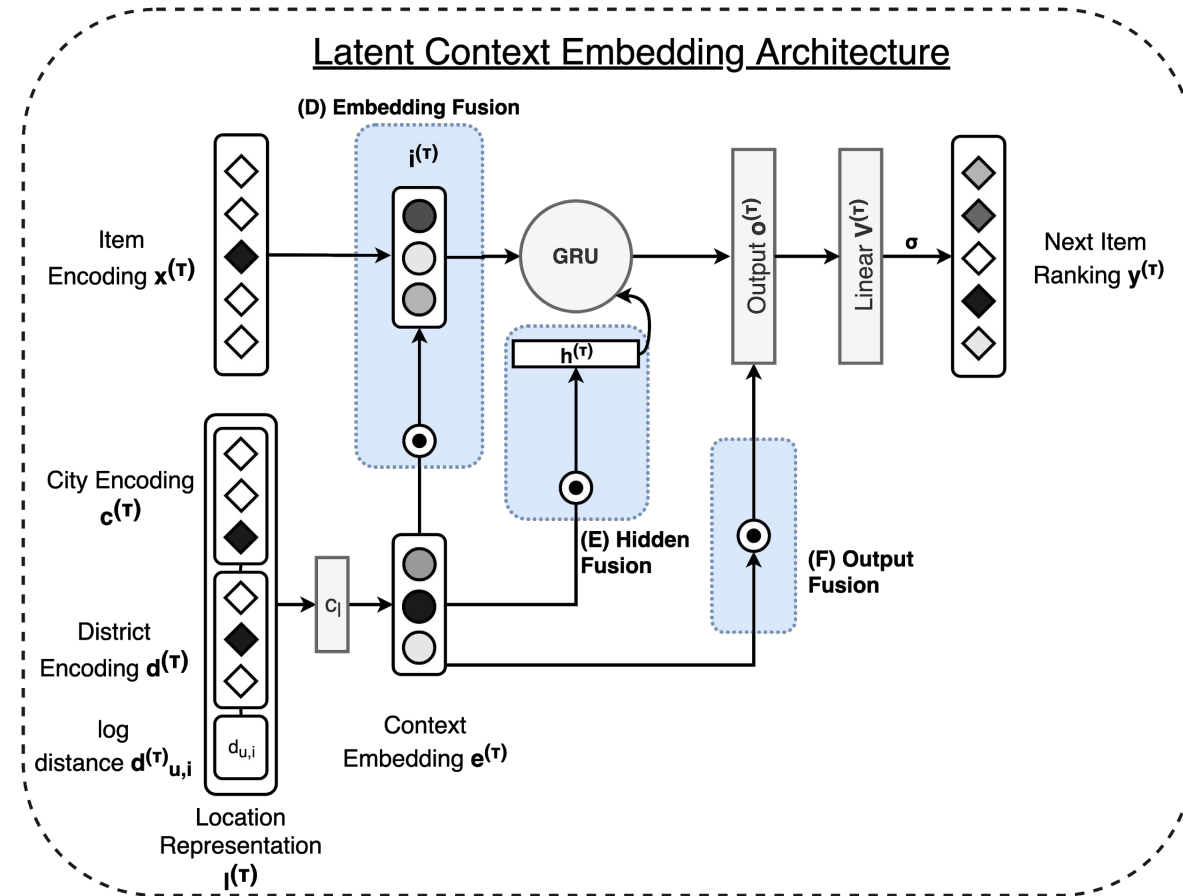 Latent Context Embedding Architecture
(D) Embedding Fusion
i(τ)
Item
Encoding x(τ)
GRU
Output o(τ)
Linear V(τ)
σ
Next Item
Ranking y(τ)
h(τ)
City Encoding
c(τ)
(E) Hidden
Fusion
(F) Output
Fusion
Cl
District
Encoding d(τ)
log
distance d(τ)u,i
du,i
Context
Embedding e(τ)
Location
Representation
l(τ)